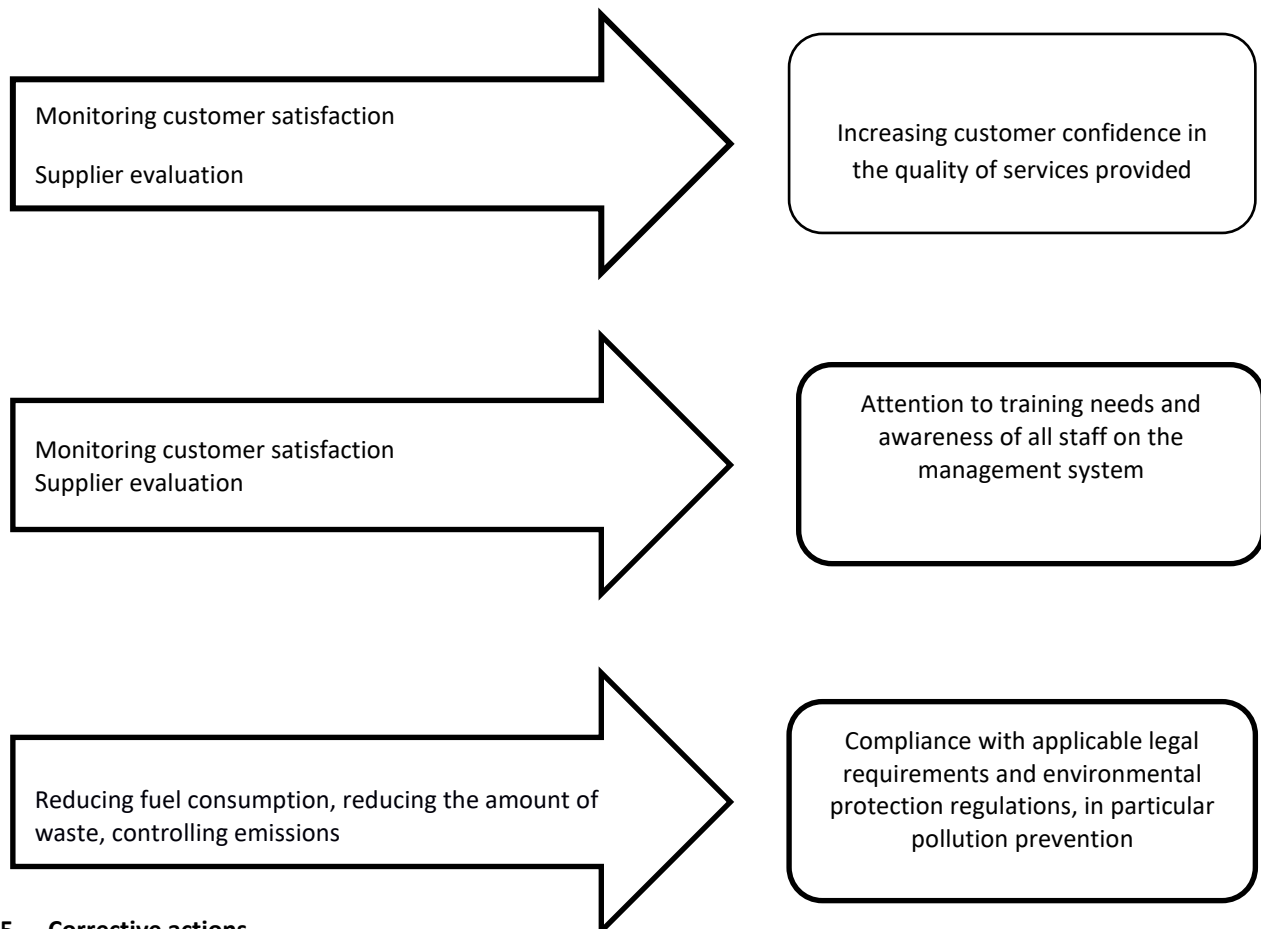 Monitoring customer satisfaction
Supplier evaluation
Increasing customer confidence in
the quality of services provided
Monitoring customer satisfaction
Supplier evaluation
Attention to training needs and
awareness of all staff on the
management system
Reducing fuel consumption, reducing the amount of
waste, controlling emissions
Compliance with applicable legal
requirements and environmental
protection regulations, in particular
pollution prevention
5 Corrective actions